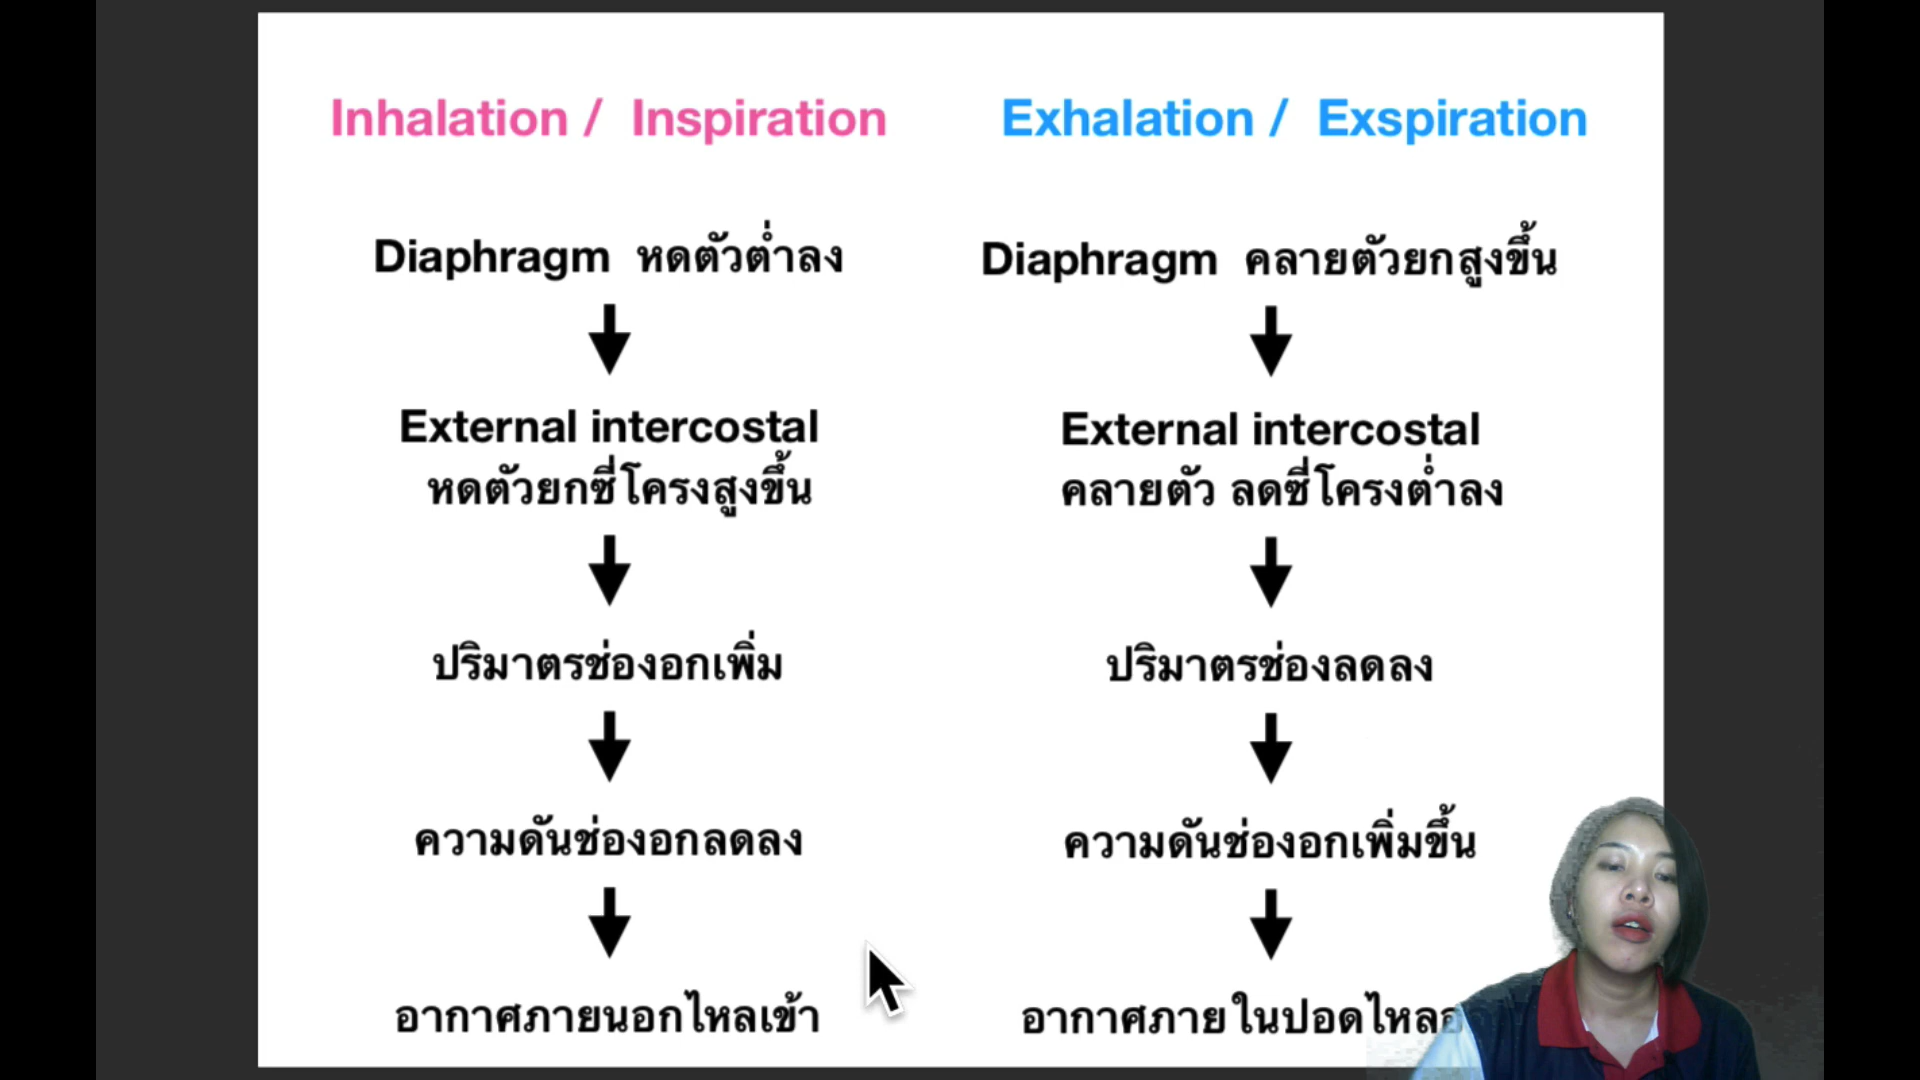 Inhalation / Inspiration
Diaphragm หดตัวต่ำลง
External intercostal
หดตัวยกซี่โครงสูงขึ้น
ปริมาตรช่องอกเพิ่ม
ความดันช่องอกลดลง
อากาศภายนอกไหลเข้า
Exhalation / Exspiration
Diaphragm คลายตัวยกสูงขึ้น
External intercostal
คลายตัว ลดซี่โครงต่ำลง
ปริมาตรช่องลดลง
ความดันช่องอกเพิ่มขึ้น
อากาศภายในปอดไหล